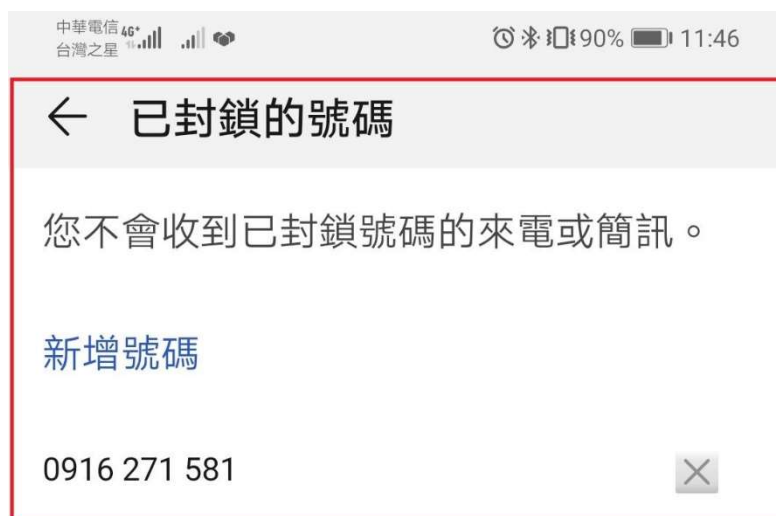 中華電信 4G+
台灣之星
90% 11:46
已封鎖的號碼
您不會收到已封鎖號碼的來電或簡訊。
新增號碼
0916 271 581